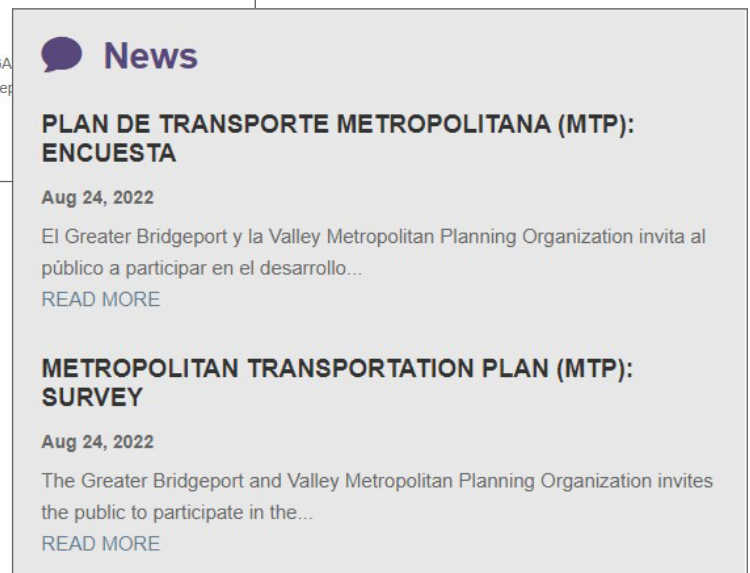 News
PLAN DE TRANSPORTE METROPOLITANA (MTP):
ENCUESTA
Aug 24, 2022
El Greater Bridgeport y la Valley Metropolitan Planning Organization invita al
público a participar en el desarrollo...
READ MORE
METROPOLITAN TRANSPORTATION PLAN (MTP):
SURVEY
Aug 24, 2022
The Greater Bridgeport and Valley Metropolitan Planning Organization invites
the public to participate in the...
READ MORE